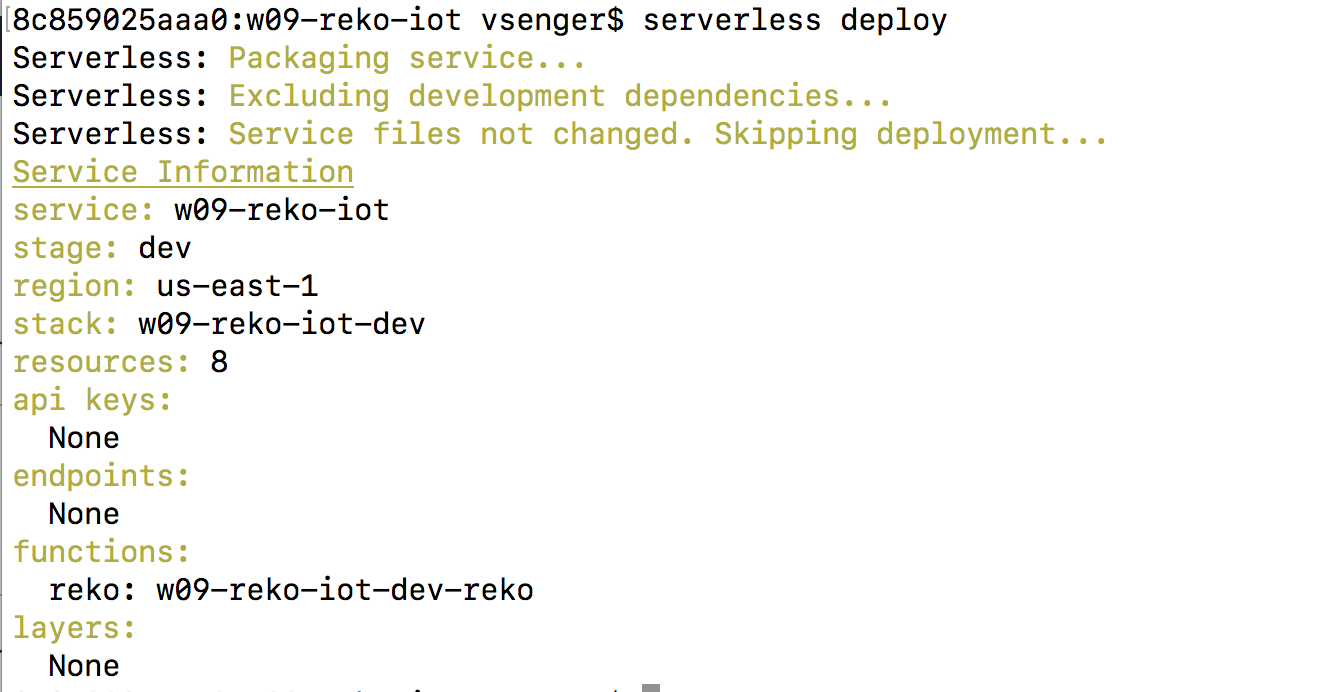 8c859025aaa0:w09-reko-iot vsenger$ serverless deploy
Serverless: Packaging service...
Serverless: Excluding development dependencies...
Serverless: Service files not changed. Skipping deployment...
Service Information
service: w09-reko-iot
stage: dev
region: us-east-1
stack: w09-reko-iot-dev
resources: 8
api keys:
  None
endpoints:
  None
functions:
  reko: w09-reko-iot-dev-reko
layers:
  None